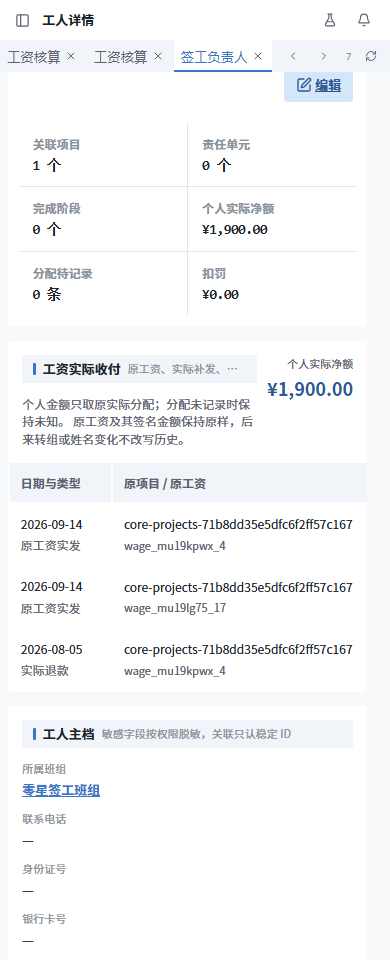 工人详情
工资核算 × 工资核算 × 签工负责人 × 7
编辑
关联项目 责任单元
1 个 0 个
完成阶段 个人实际净额
0 个 ¥1,900.00
分配待记录 扣罚
0 条 ¥0.00
工资实际收付 原工资、实际补发、…
个人实际净额
¥1,900.00
个人金额只取原实际分配；分配未记录时保
持未知。 原工资及其签名金额保持原样，后
来转组或姓名变化不改写历史。
日期与类型 原项目 / 原工资
2026-09-14 core-projects-71b8dd35e5dfc6f2ff57c167
原工资实发 wage_mu19kpwx_4
2026-09-14 core-projects-71b8dd35e5dfc6f2ff57c167
原工资实发 wage_mu19lg75_17
2026-08-05 core-projects-71b8dd35e5dfc6f2ff57c167
实际退款 wage_mu19kpwx_4
工人主档 敏感字段按权限脱敏，关联只认稳定 ID
所属班组
零星签工班组
联系电话
—
身份证号
—
银行卡号
—